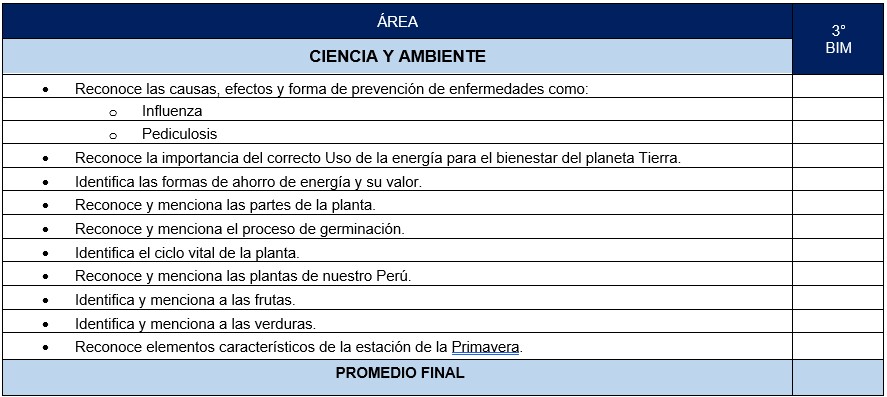 ÁREA
3°
BIM
CIENCIA Y AMBIENTE
• Reconoce las causas, efectos y forma de prevención de enfermedades como:
o Influenza
o Pediculosis
• Reconoce la importancia del correcto Uso de la energía para el bienestar del planeta Tierra.
• Identifica las formas de ahorro de energía y su valor.
• Reconoce y menciona las partes de la planta.
• Reconoce y menciona el proceso de germinación.
• Identifica el ciclo vital de la planta.
• Reconoce y menciona las plantas de nuestro Perú.
• Identifica y menciona a las frutas.
• Identifica y menciona a las verduras.
• Reconoce elementos característicos de la estación de la Primavera.
PROMEDIO FINAL